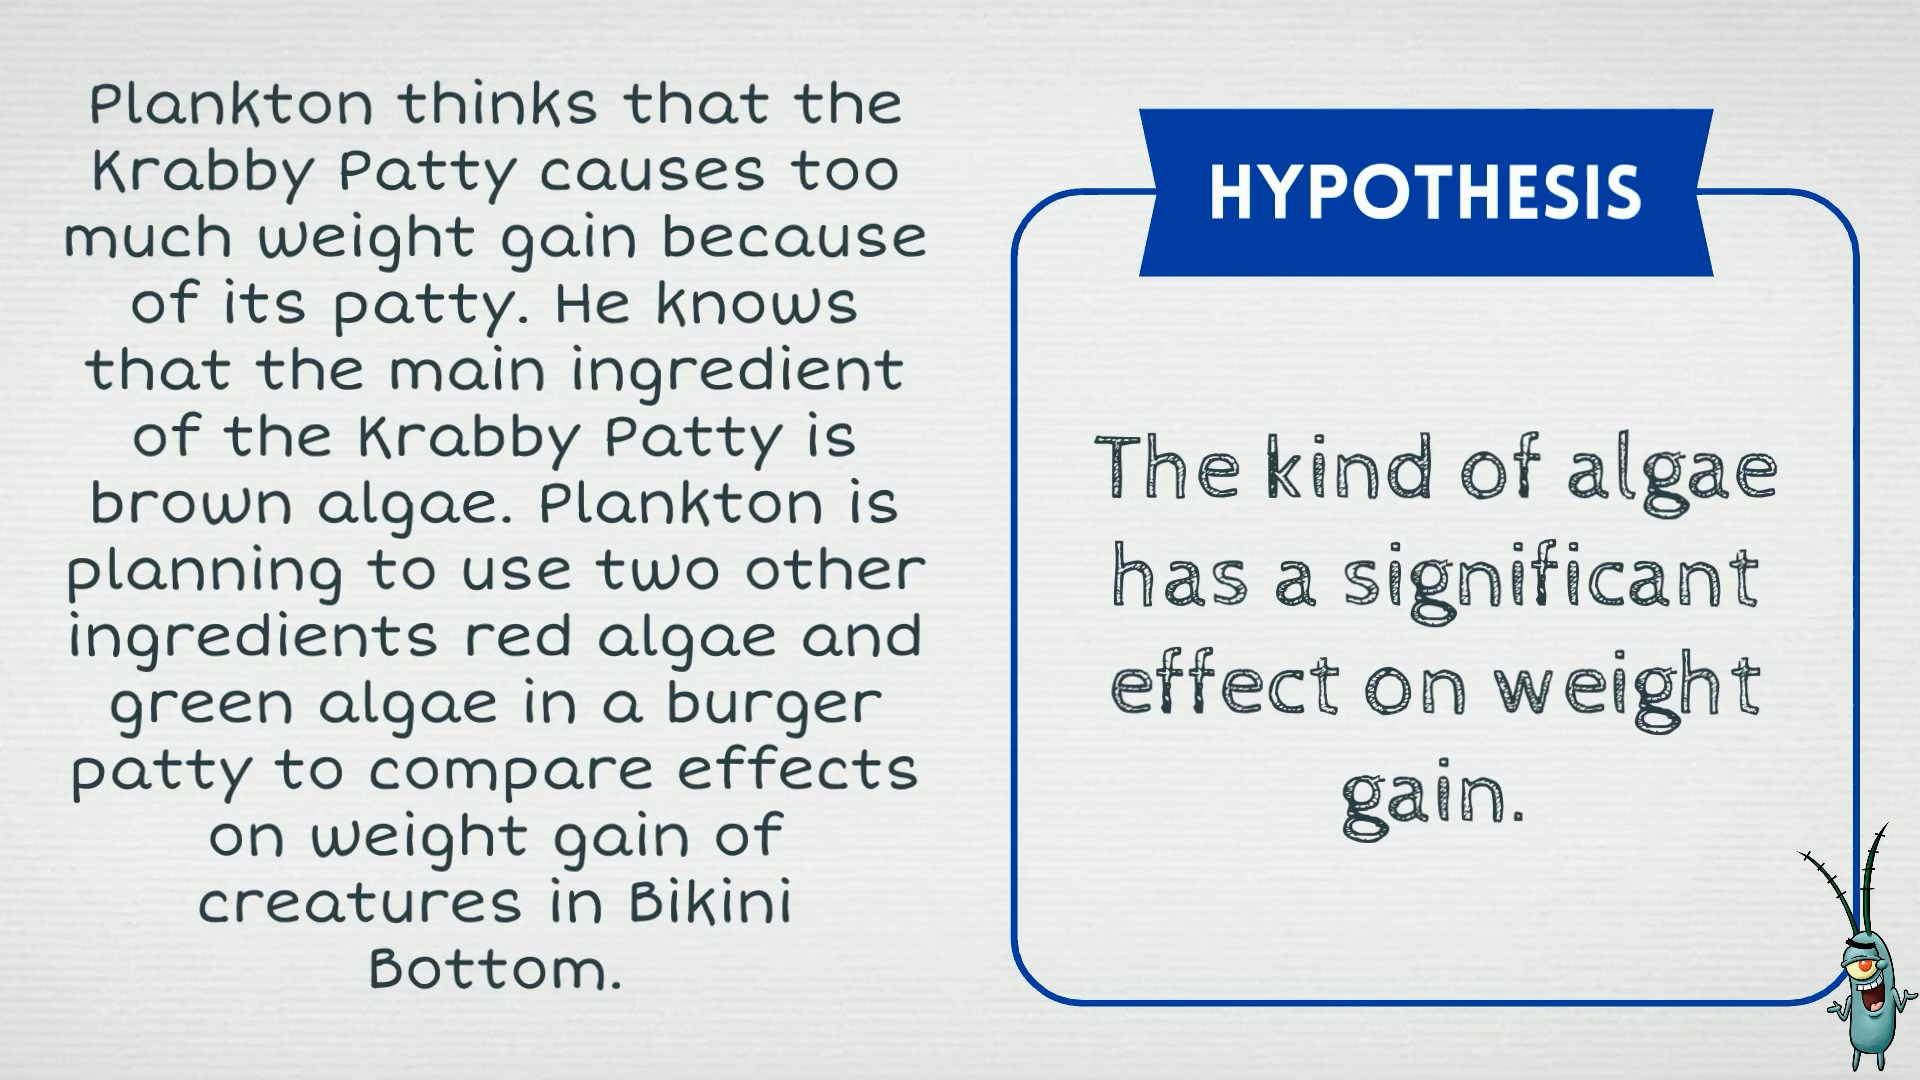 Plankton thinks that the
Krabby Patty causes too
much weight gain because
of its patty. He knows
that the main ingredient
of the Krabby Patty is
brown algae. Plankton is
planning to use two other
ingredients red algae and
green algae in a burger
patty to compare effects
on weight gain of
creatures in Bikini
Bottom.
HYPOTHESIS
The kind of algae
has a significant
effect on weight
gain.